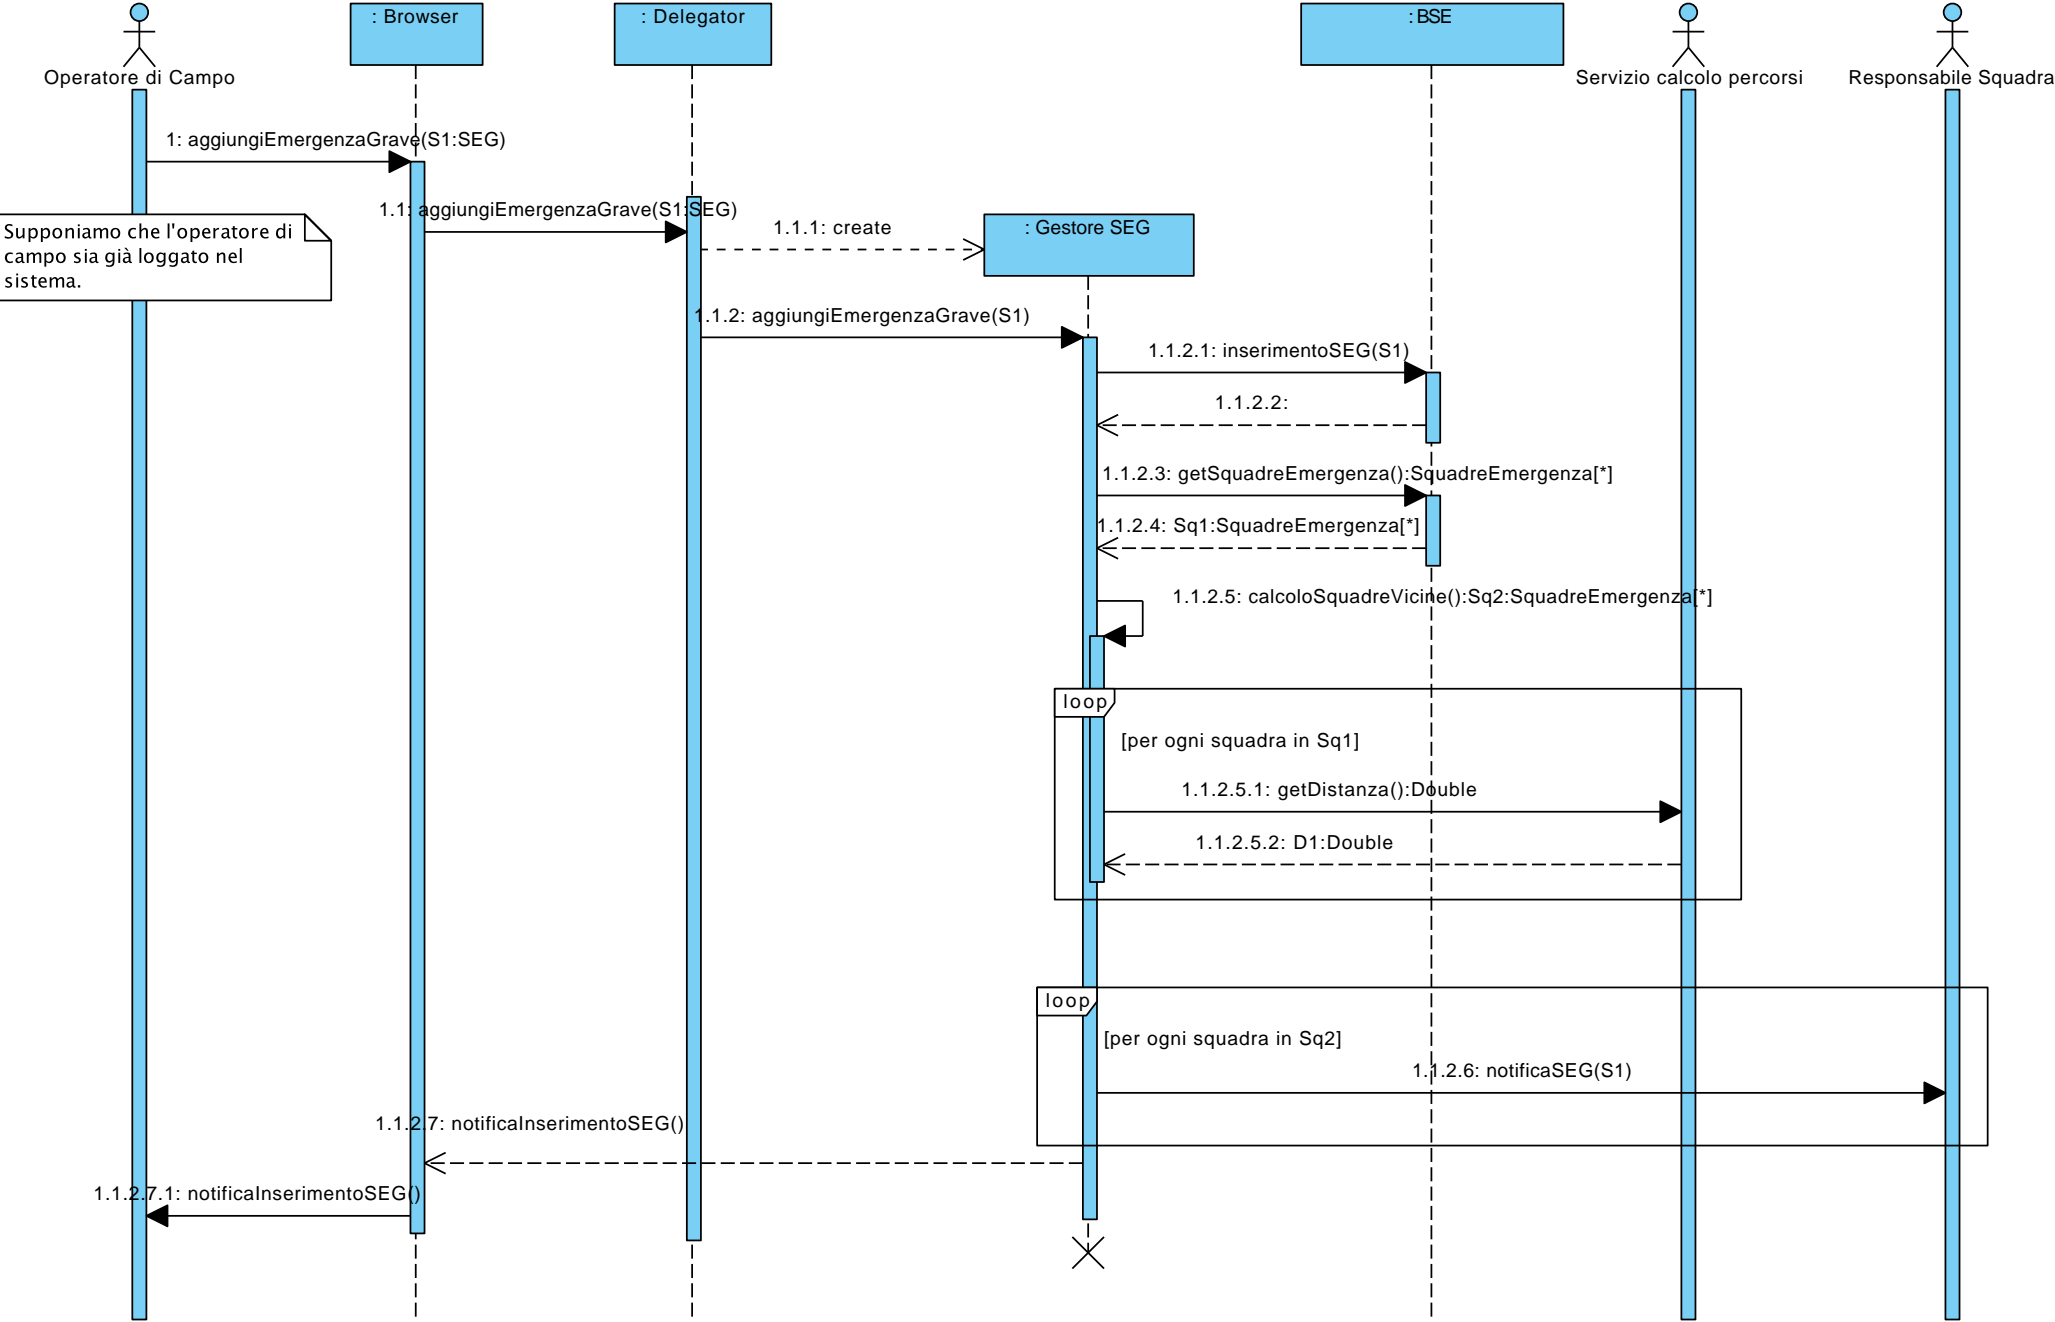 : Browser
: Delegator
: BSE
Operatore di Campo
Servizio calcolo percorsi
Responsabile Squadra
1: aggiungiEmergenzaGrave(S1:SEG)
1.1: aggiungiEmergenzaGrave(S1:SEG)
Supponiamo che l'operatore di
campo sia già loggato nel
sistema.
1.1.1: create
: Gestore SEG
1.1.2: aggiungiEmergenzaGrave(S1)
1.1.2.1: inserimentoSEG(S1)
1.1.2.2:
1.1.2.3: getSquadreEmergenza():SquadreEmergenza[*]
1.1.2.4: Sq1:SquadreEmergenza[*]
1.1.2.5: calcoloSquadreVicine():Sq2:SquadreEmergenza[*]
loop
[per ogni squadra in Sq1]
1.1.2.5.1: getDistanza():Double
1.1.2.5.2: D1:Double
loop
[per ogni squadra in Sq2]
1.1.2.6: notificaSEG(S1)
1.1.2.7: notificaInserimentoSEG()
1.1.2.7.1: notificaInserimentoSEG()